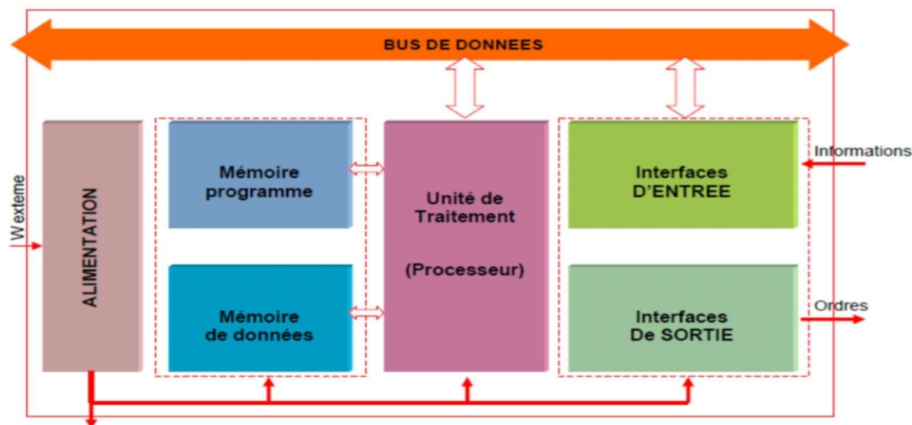 BUS DE DONNEES
W externe
ALIMENTATION
Mémoire
programme
Mémoire
de données
Unité de
Traitement
(Processeur)
Interfaces
D'ENTREE
Interfaces
De SORTIE
Informations
Ordres